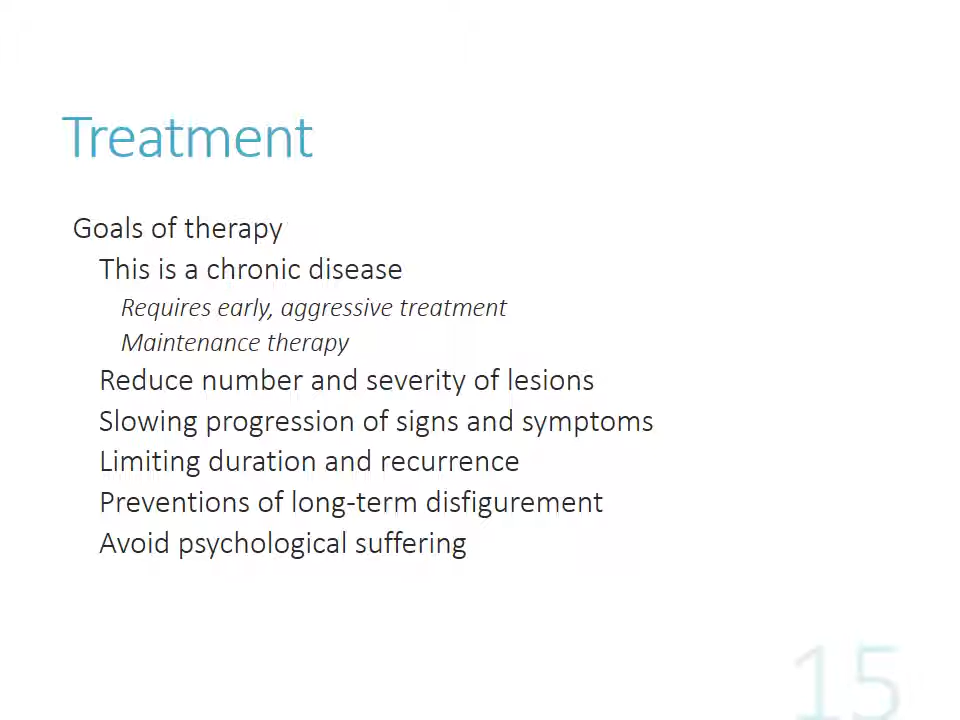 Treatment
Goals of therapy
This is a chronic disease
Requires early, aggressive treatment
Maintenance therapy
Reduce number and severity of lesions
Slowing progression of signs and symptoms
Limiting duration and recurrence
Preventions of long-term disfigurement
Avoid psychological suffering
15